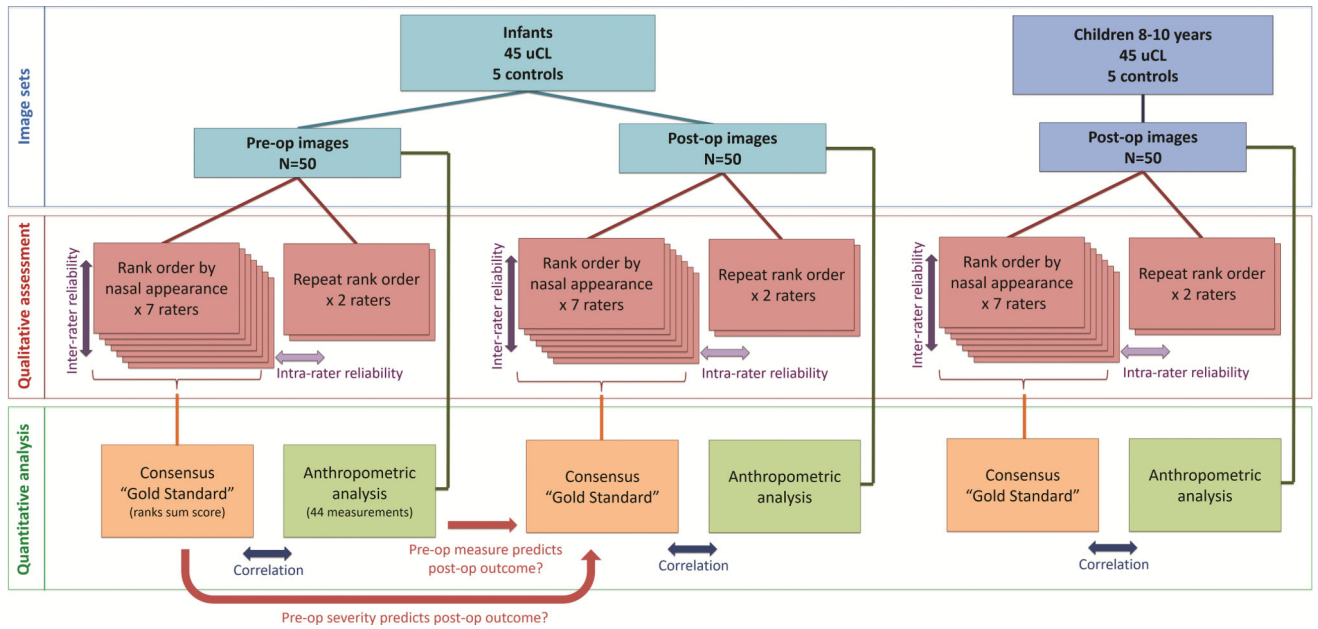 Image sets
Infants
45 uCL
5 controls
Children 8-10 years
45 uCL
5 controls
Pre-op images
N=50
Post-op images
N=50
Post-op images
N=50
Qualitative assessment
Inter-rater reliability
Rank order by
nasal appearance
x 7 raters
Repeat rank order
x 2 raters
Intra-rater reliability
Inter-rater reliability
Rank order by
nasal appearance
x 7 raters
Repeat rank order
x 2 raters
Intra-rater reliability
Inter-rater reliability
Rank order by
nasal appearance
x 7 raters
Repeat rank order
x 2 raters
Intra-rater reliability
Quantitative analysis
Consensus
“Gold Standard”
(ranks sum score)
Anthropometric
analysis
(44 measurements)
Correlation
Pre-op measure predicts
post-op outcome?
Consensus
“Gold Standard”
Anthropometric
analysis
Correlation
Consensus
“Gold Standard”
Anthropometric
analysis
Correlation
Pre-op severity predicts post-op outcome?